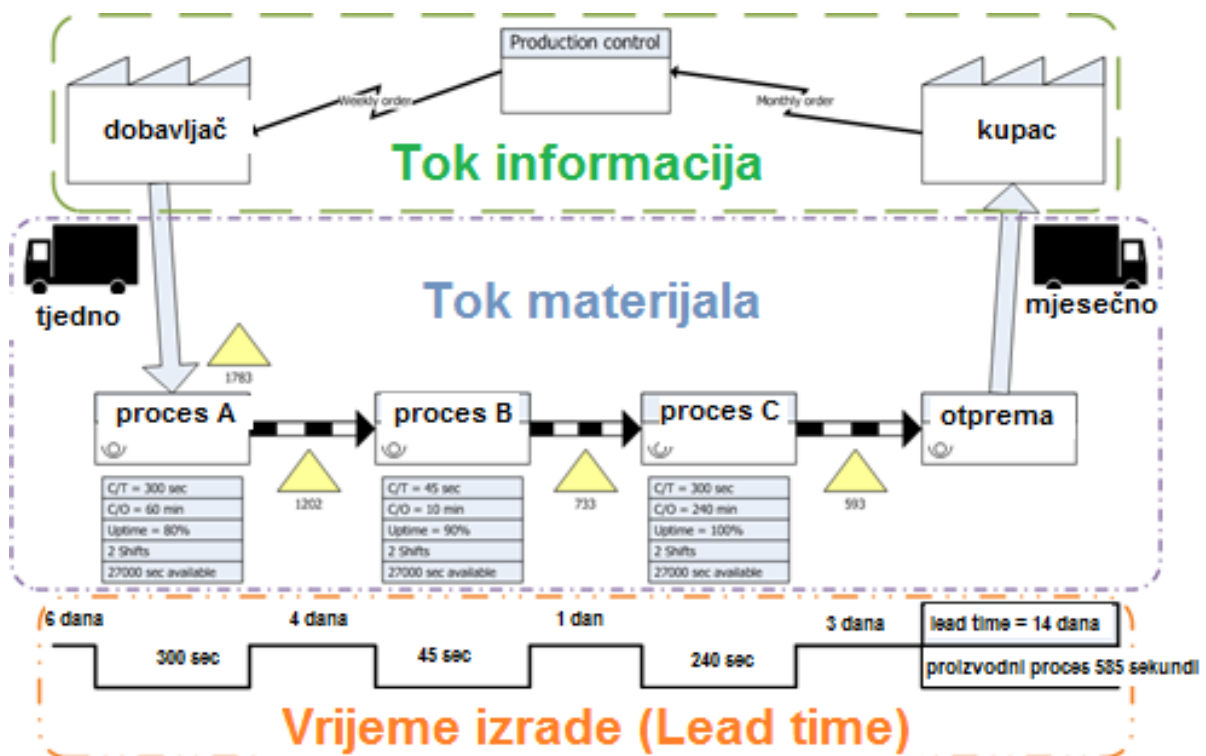 Production control
Weekly order
Monthly order
dobavljač
kupac
Tok informacija
tjedno
Tok materijala
mjesečno
1783
proces A
proces B
proces C
otprema
1202
733
593
C/T = 300 sec
C/O = 60 min
Uptime = 80%
2 Shifts
27000 sec available
C/T = 45 sec
C/O = 10 min
Uptime = 90%
2 Shifts
27000 sec available
C/T = 300 sec
C/O = 240 min
Uptime = 100%
2 Shifts
27000 sec available
6 dana
300 sec
4 dana
45 sec
1 dan
240 sec
3 dana
lead time = 14 dana
proizvodni proces 585 sekundi
Vrijeme izrade (Lead time)